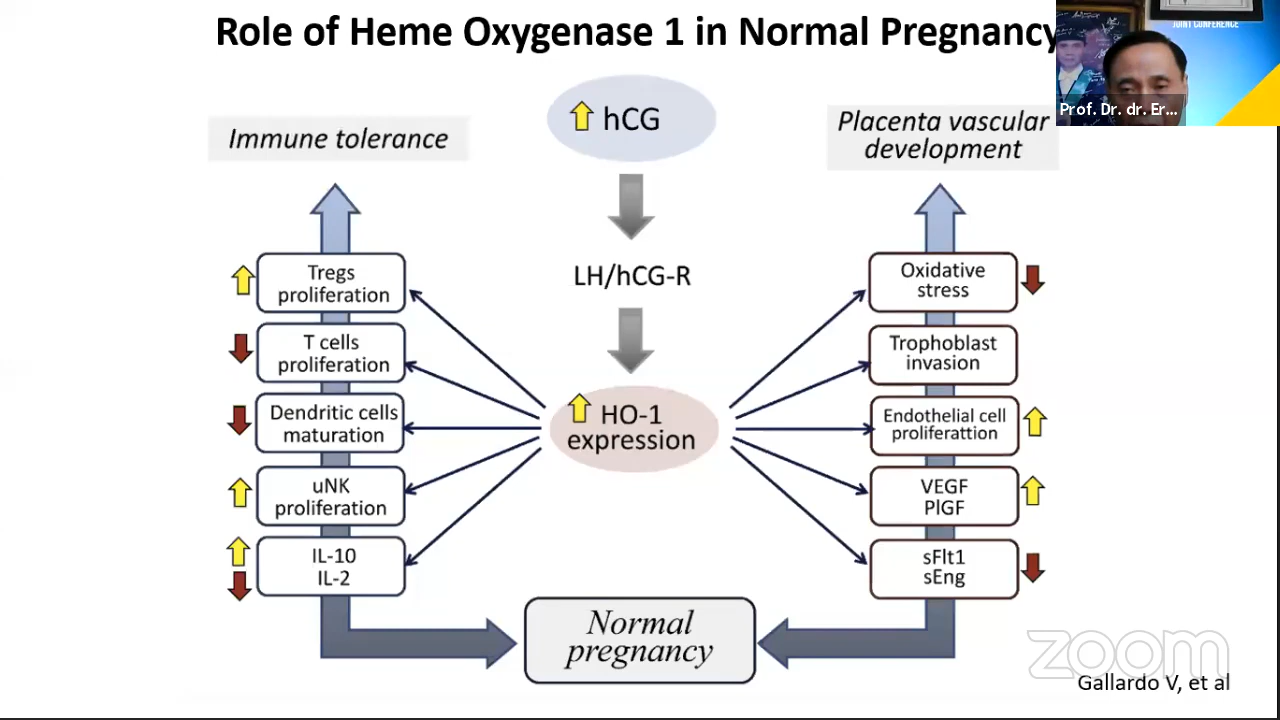 Role of Heme Oxygenase 1 in Normal Pregnancy
JOINT CONFERENCE
Prof. Dr. dr. Er...
hCG
Immune tolerance
Placenta vascular
development
LH/hCG-R
HO-1
expression
Tregs
proliferation
T cells
proliferation
Dendritic cells
maturation
uNK
proliferation
IL-10
IL-2
Oxidative
stress
Trophoblast
invasion
Endothelial cell
proliferattion
VEGF
PlGF
sFlt1
sEng
Normal
pregnancy
zoom
Gallardo V, et al